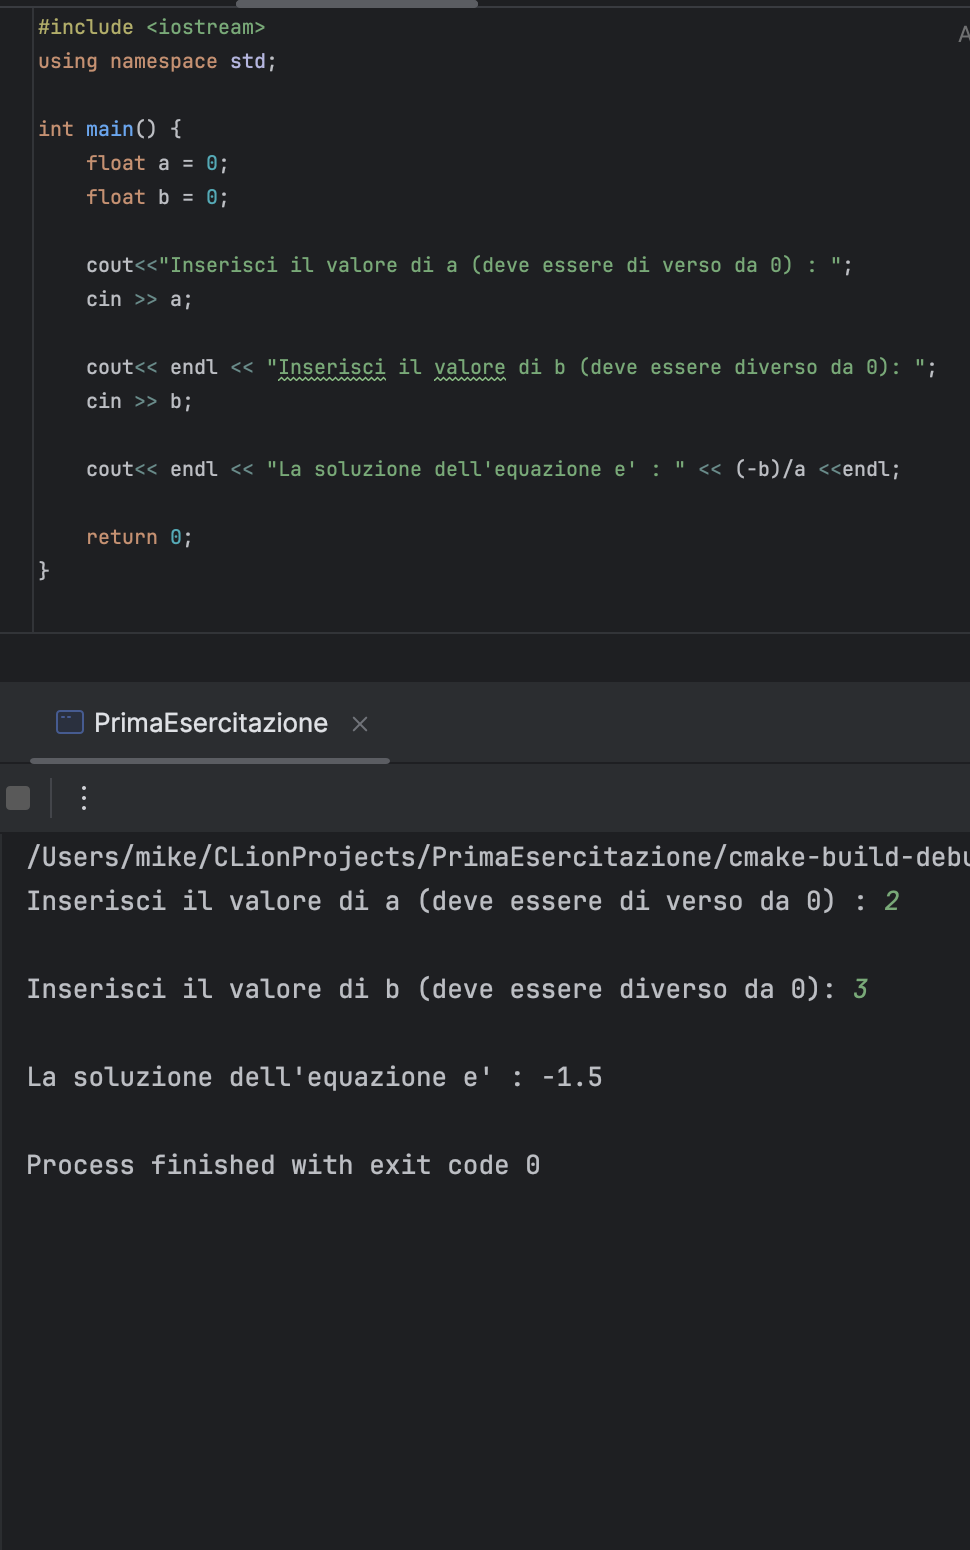 #include <iostream>
using namespace std;
int main() {
float a = 0;
float b = 0;
cout<<"Inserisci il valore di a (deve essere di verso da 0) : ";
cin >> a;
cout<< endl << "Inserisci il valore di b (deve essere diverso da 0): ";
cin >> b;
cout<< endl << "La soluzione dell'equazione e' : " << (-b)/a <<endl;
return 0;
}
PrimaEsercitazione
/Users/mike/CLionProjects/PrimaEsercitazione/cmake-build-debu
Inserisci il valore di a (deve essere di verso da 0) : 2
Inserisci il valore di b (deve essere diverso da 0): 3
La soluzione dell'equazione e' : -1.5
Process finished with exit code 0